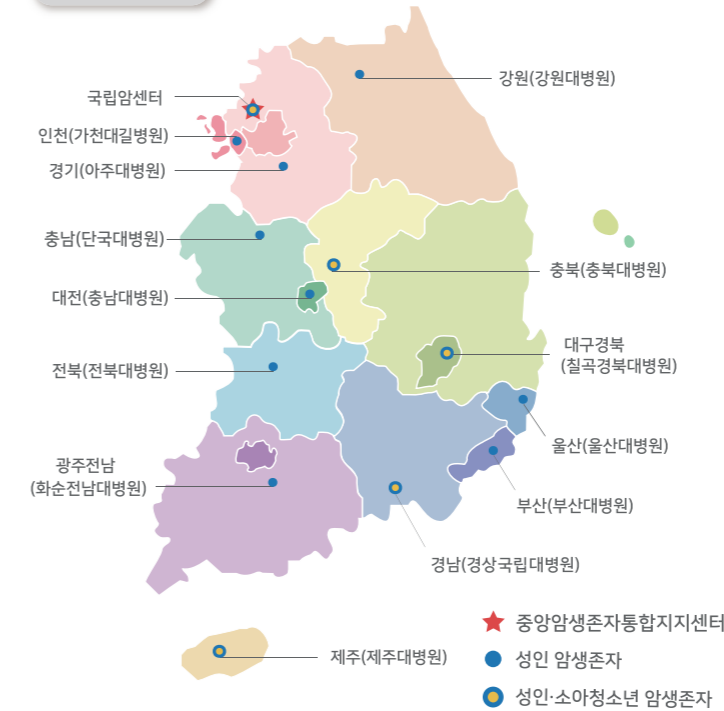 강원(강원대병원)
국립암센터
인천(가천대길병원)
경기(아주대병원)
충남(단국대병원)
충북(충북대병원)
대전(충남대병원)
대구경북
(칠곡경북대병원)
전북(전북대병원)
울산(울산대병원)
광주전남
(화순전남대병원)
부산(부산대병원)
경남(경상국립대병원)
제주(제주대병원)
중앙암생존자통합지지센터
성인 암생존자
성인·소아청소년 암생존자